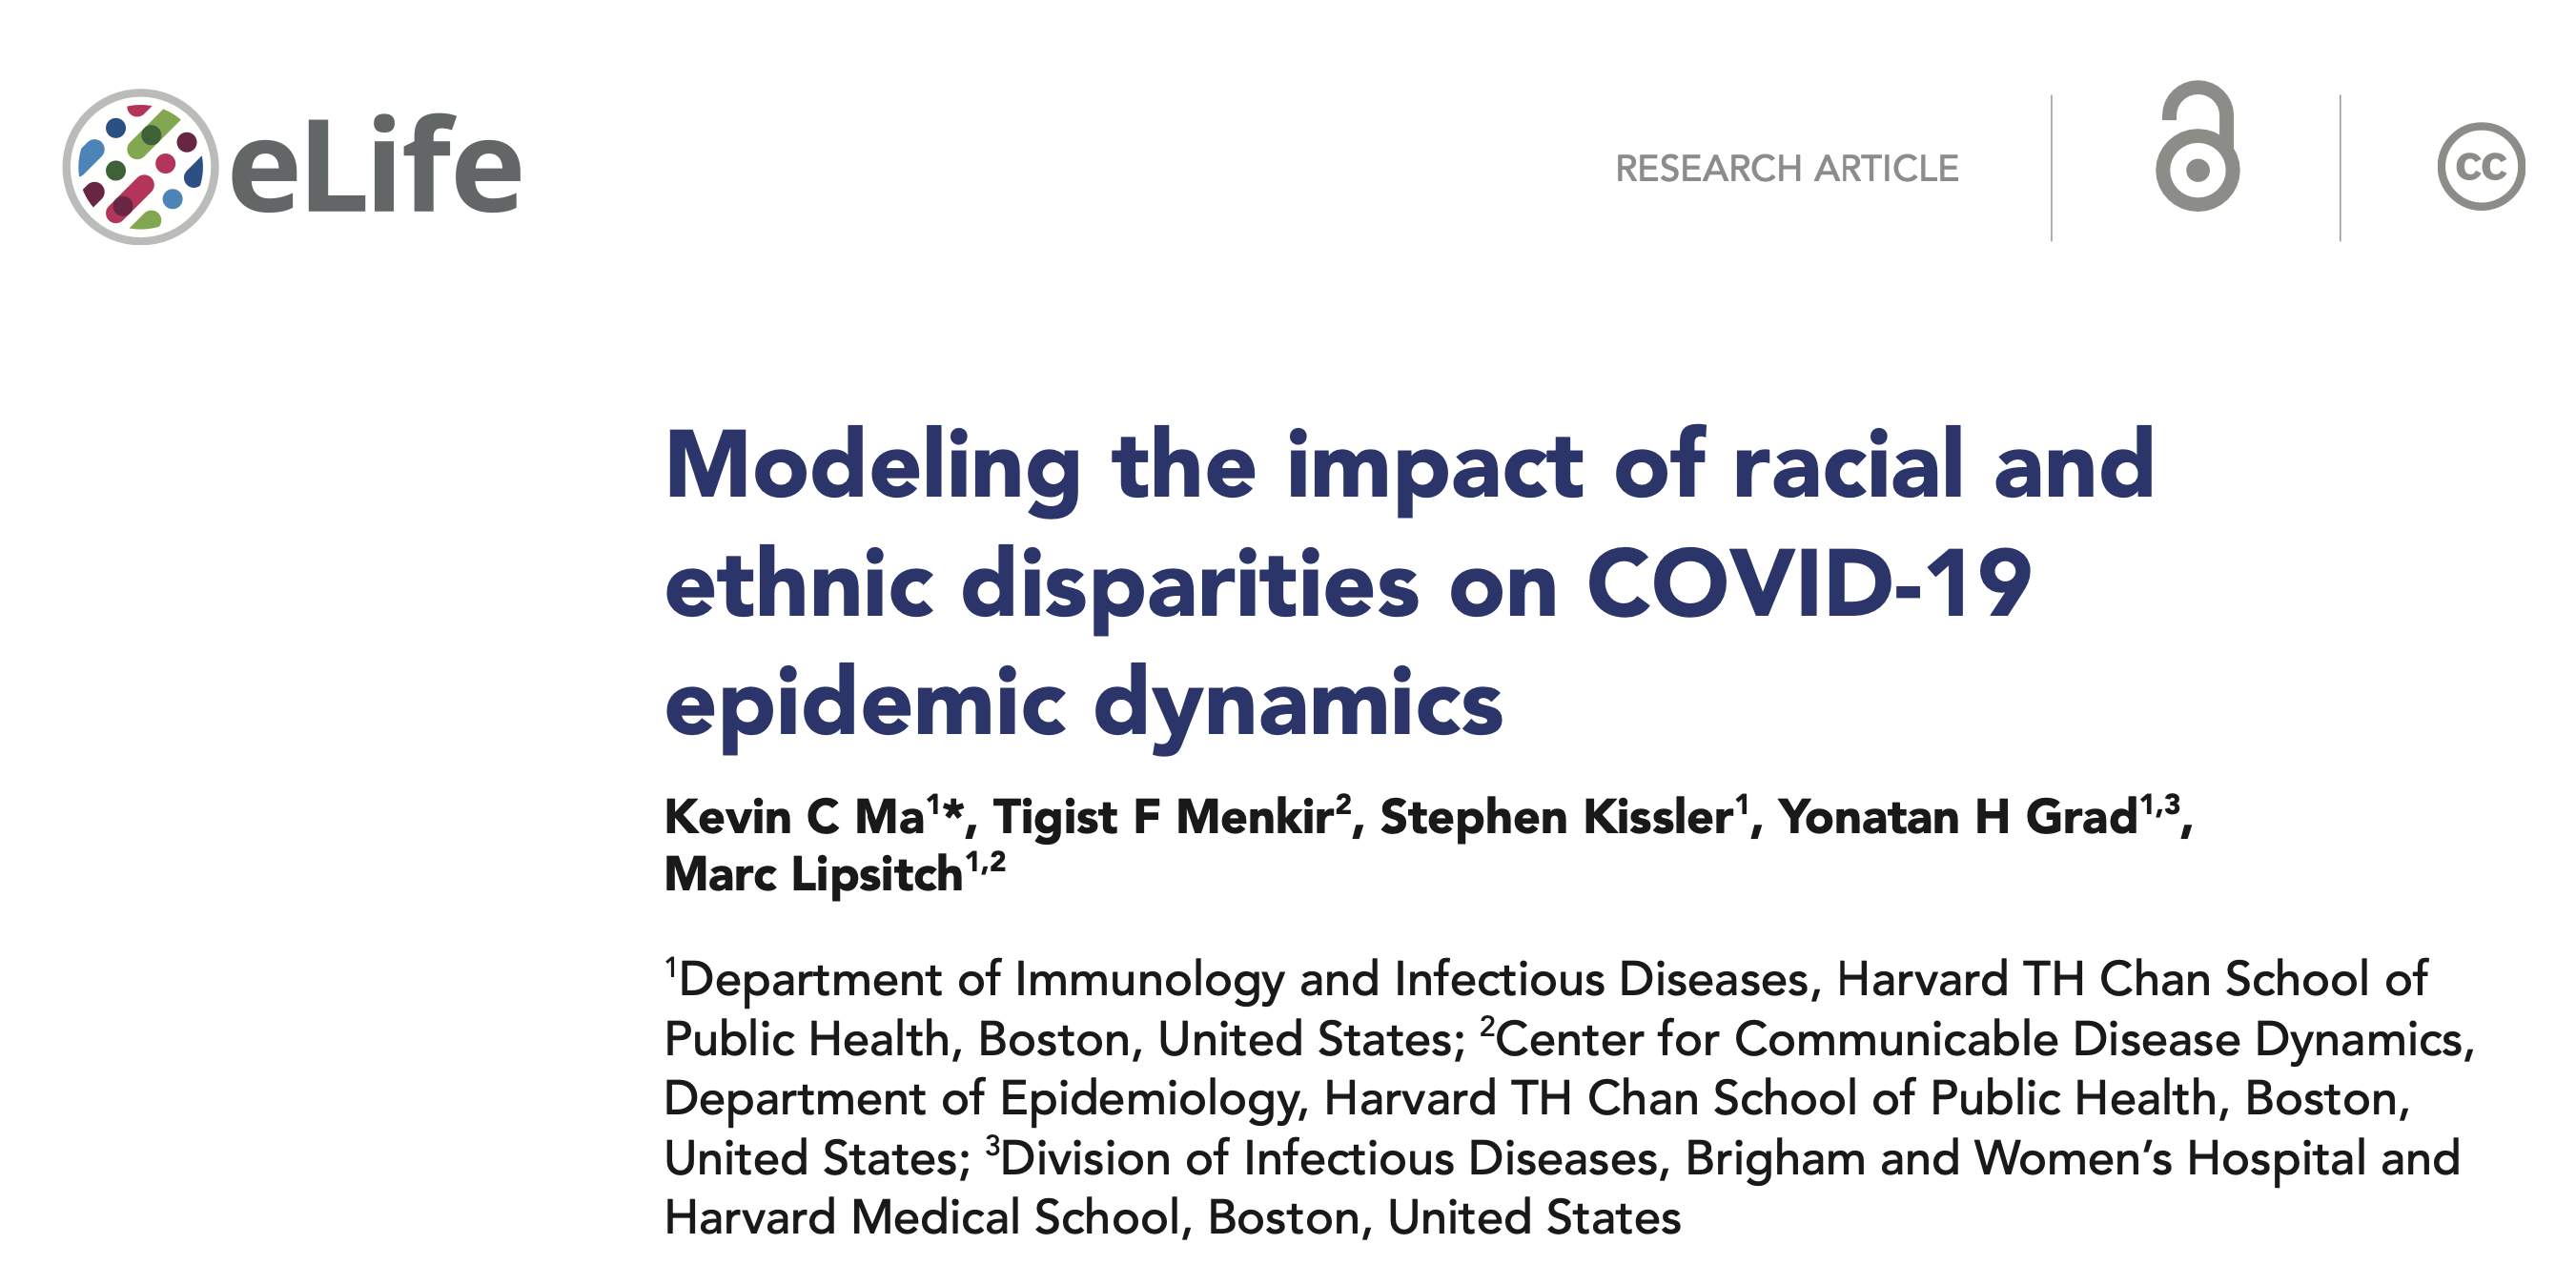 eLife
RESEARCH ARTICLE
cc
Modeling the impact of racial and
ethnic disparities on COVID-19
epidemic dynamics
Kevin C Ma¹*, Tigist F Menkir², Stephen Kissler¹, Yonatan H Grad¹,³,
Marc Lipsitch¹,²
¹Department of Immunology and Infectious Diseases, Harvard TH Chan School of
Public Health, Boston, United States; ²Center for Communicable Disease Dynamics,
Department of Epidemiology, Harvard TH Chan School of Public Health, Boston,
United States; ³Division of Infectious Diseases, Brigham and Women’s Hospital and
Harvard Medical School, Boston, United States